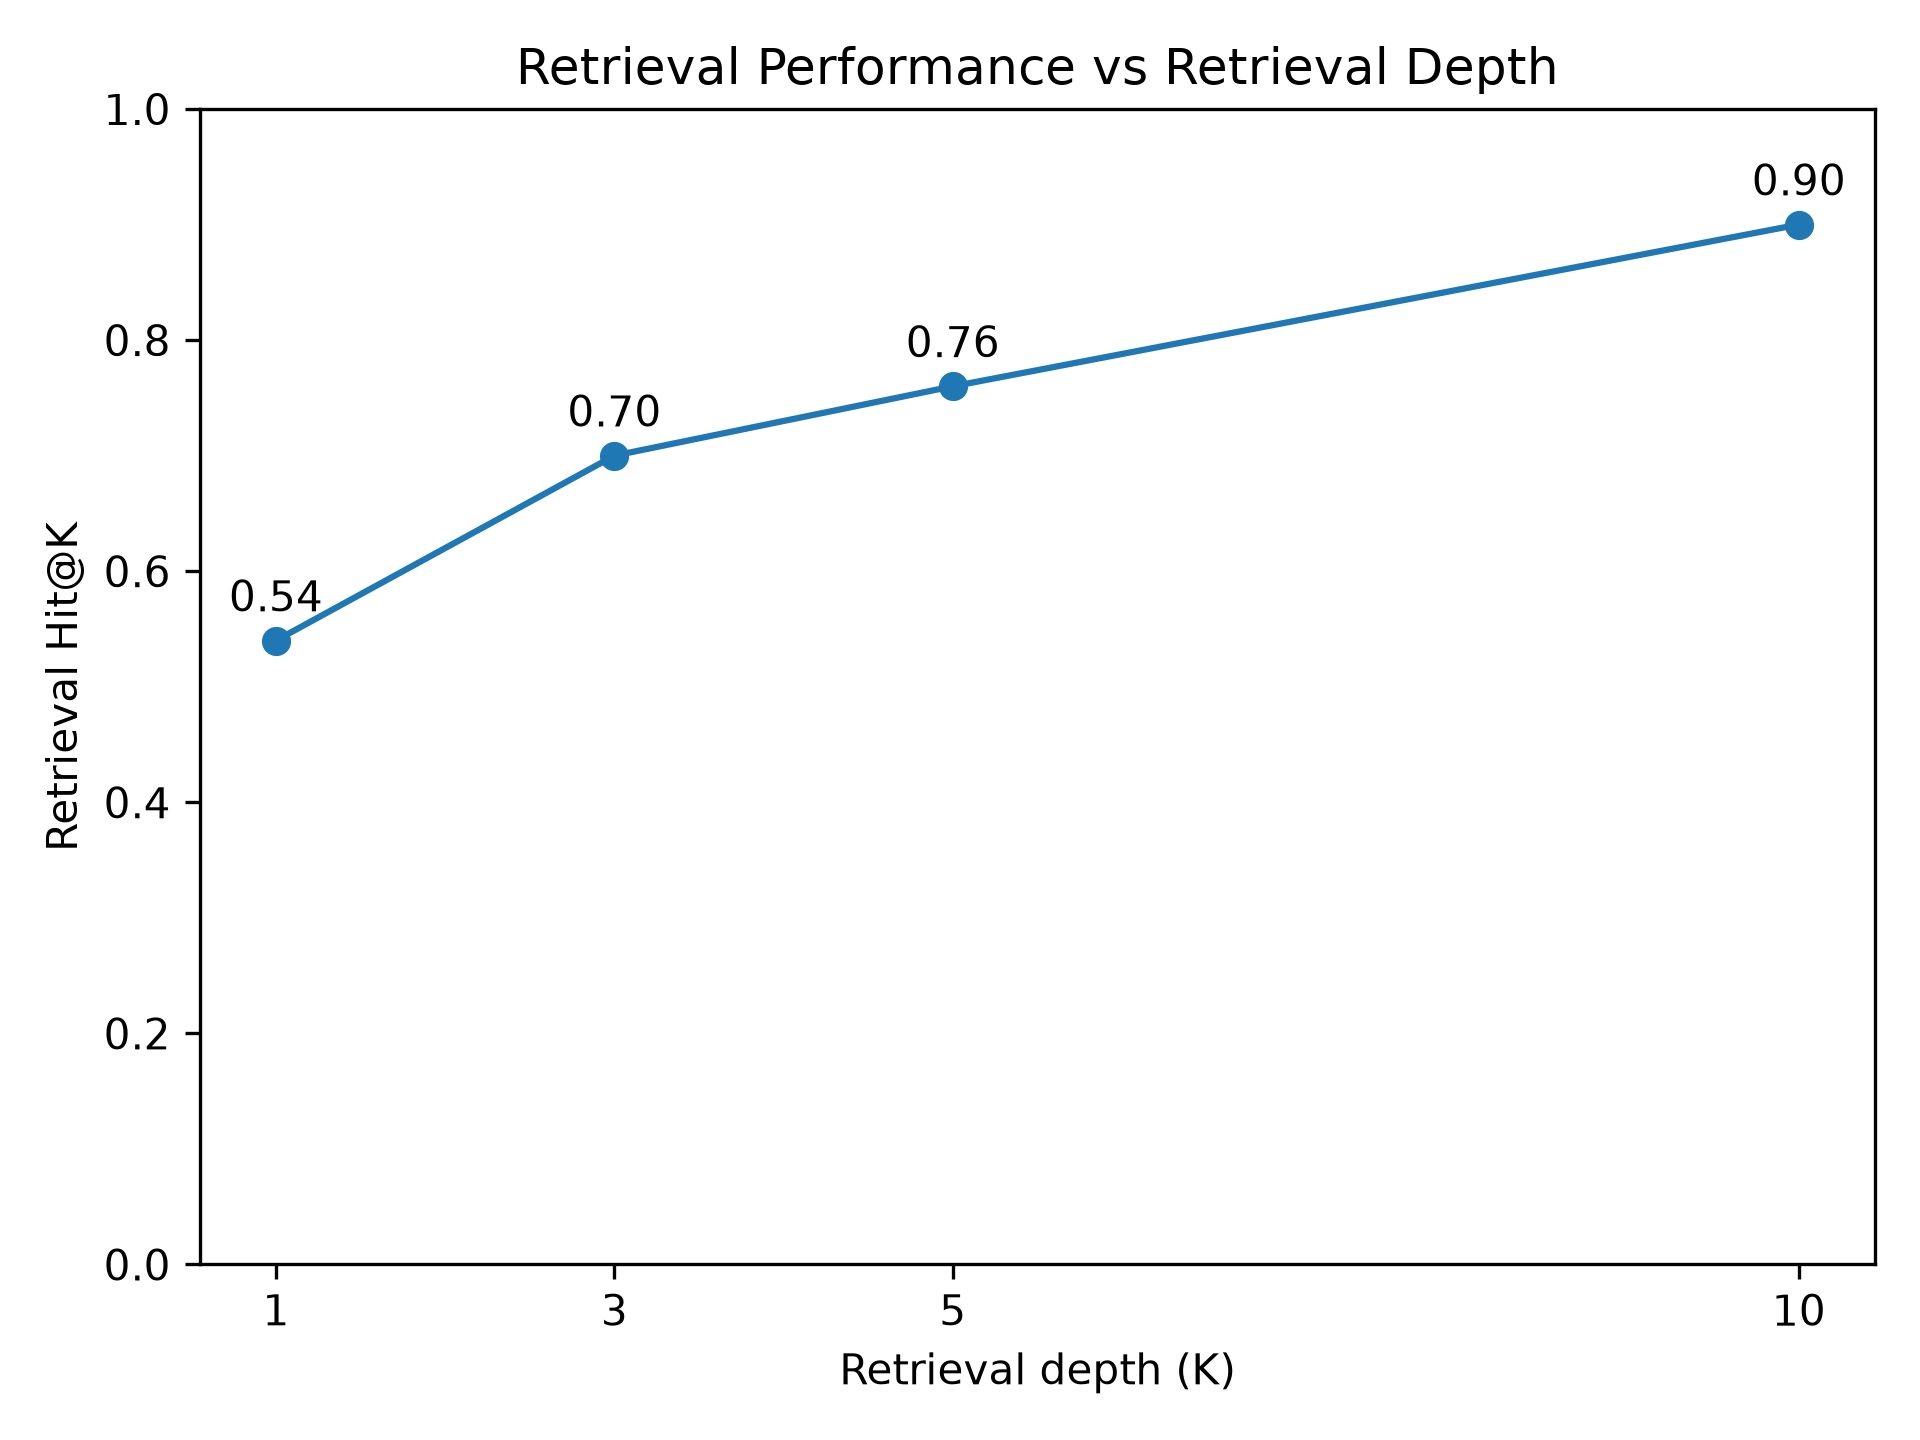 Retrieval Performance vs Retrieval Depth
1.0
0.90
0.8
0.76
0.70
0.6
0.54
0.4
0.2
0.0
Retrieval Hit@K
1 3 5 10
Retrieval depth (K)